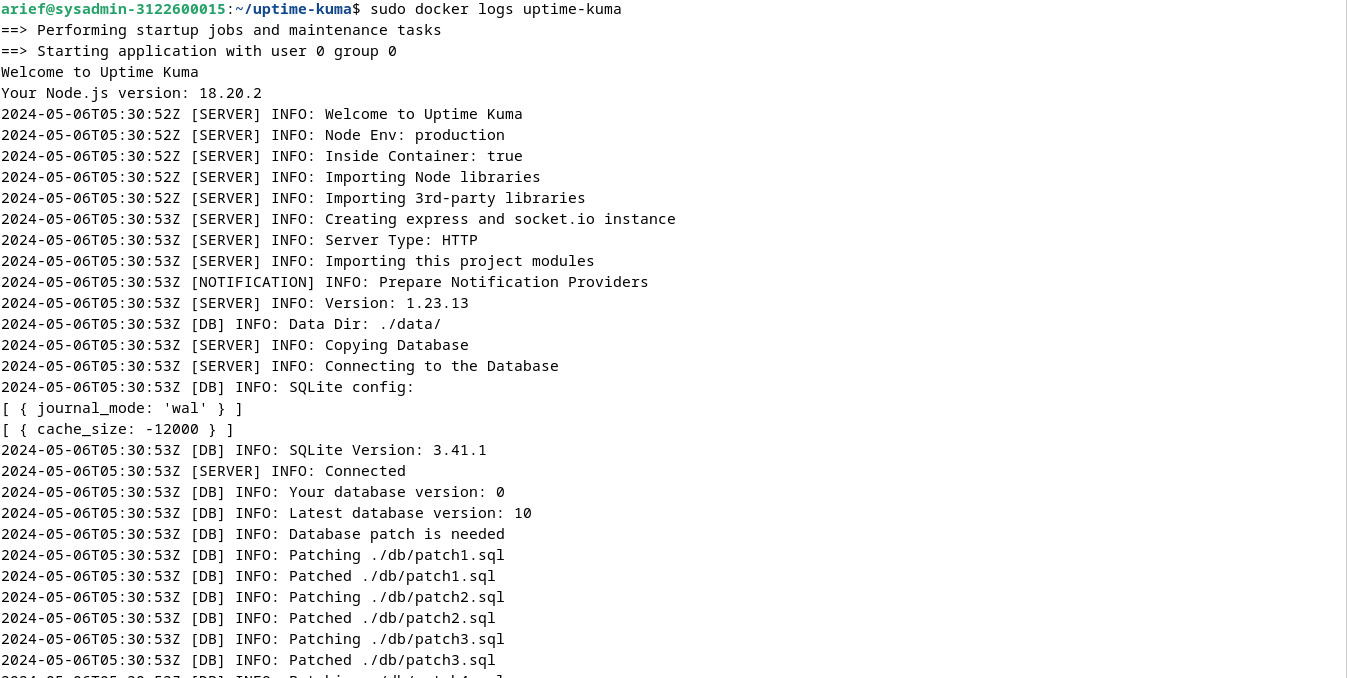 arief@sysadmin-3122600015:~/uptime-kuma$ sudo docker logs uptime-kuma
==> Performing startup jobs and maintenance tasks
==> Starting application with user 0 group 0
Welcome to Uptime Kuma
Your Node.js version: 18.20.2
2024-05-06T05:30:52Z [SERVER] INFO: Welcome to Uptime Kuma
2024-05-06T05:30:52Z [SERVER] INFO: Node Env: production
2024-05-06T05:30:52Z [SERVER] INFO: Inside Container: true
2024-05-06T05:30:52Z [SERVER] INFO: Importing Node libraries
2024-05-06T05:30:52Z [SERVER] INFO: Importing 3rd-party libraries
2024-05-06T05:30:53Z [SERVER] INFO: Creating express and socket.io instance
2024-05-06T05:30:53Z [SERVER] INFO: Server Type: HTTP
2024-05-06T05:30:53Z [SERVER] INFO: Importing this project modules
2024-05-06T05:30:53Z [NOTIFICATION] INFO: Prepare Notification Providers
2024-05-06T05:30:53Z [SERVER] INFO: Version: 1.23.13
2024-05-06T05:30:53Z [DB] INFO: Data Dir: ./data/
2024-05-06T05:30:53Z [SERVER] INFO: Copying Database
2024-05-06T05:30:53Z [SERVER] INFO: Connecting to the Database
2024-05-06T05:30:53Z [DB] INFO: SQLite config:
[ { journal_mode: 'wal' } ]
[ { cache_size: -12000 } ]
2024-05-06T05:30:53Z [DB] INFO: SQLite Version: 3.41.1
2024-05-06T05:30:53Z [SERVER] INFO: Connected
2024-05-06T05:30:53Z [DB] INFO: Your database version: 0
2024-05-06T05:30:53Z [DB] INFO: Latest database version: 10
2024-05-06T05:30:53Z [DB] INFO: Database patch is needed
2024-05-06T05:30:53Z [DB] INFO: Patching ./db/patch1.sql
2024-05-06T05:30:53Z [DB] INFO: Patched ./db/patch1.sql
2024-05-06T05:30:53Z [DB] INFO: Patching ./db/patch2.sql
2024-05-06T05:30:53Z [DB] INFO: Patched ./db/patch2.sql
2024-05-06T05:30:53Z [DB] INFO: Patching ./db/patch3.sql
2024-05-06T05:30:53Z [DB] INFO: Patched ./db/patch3.sql